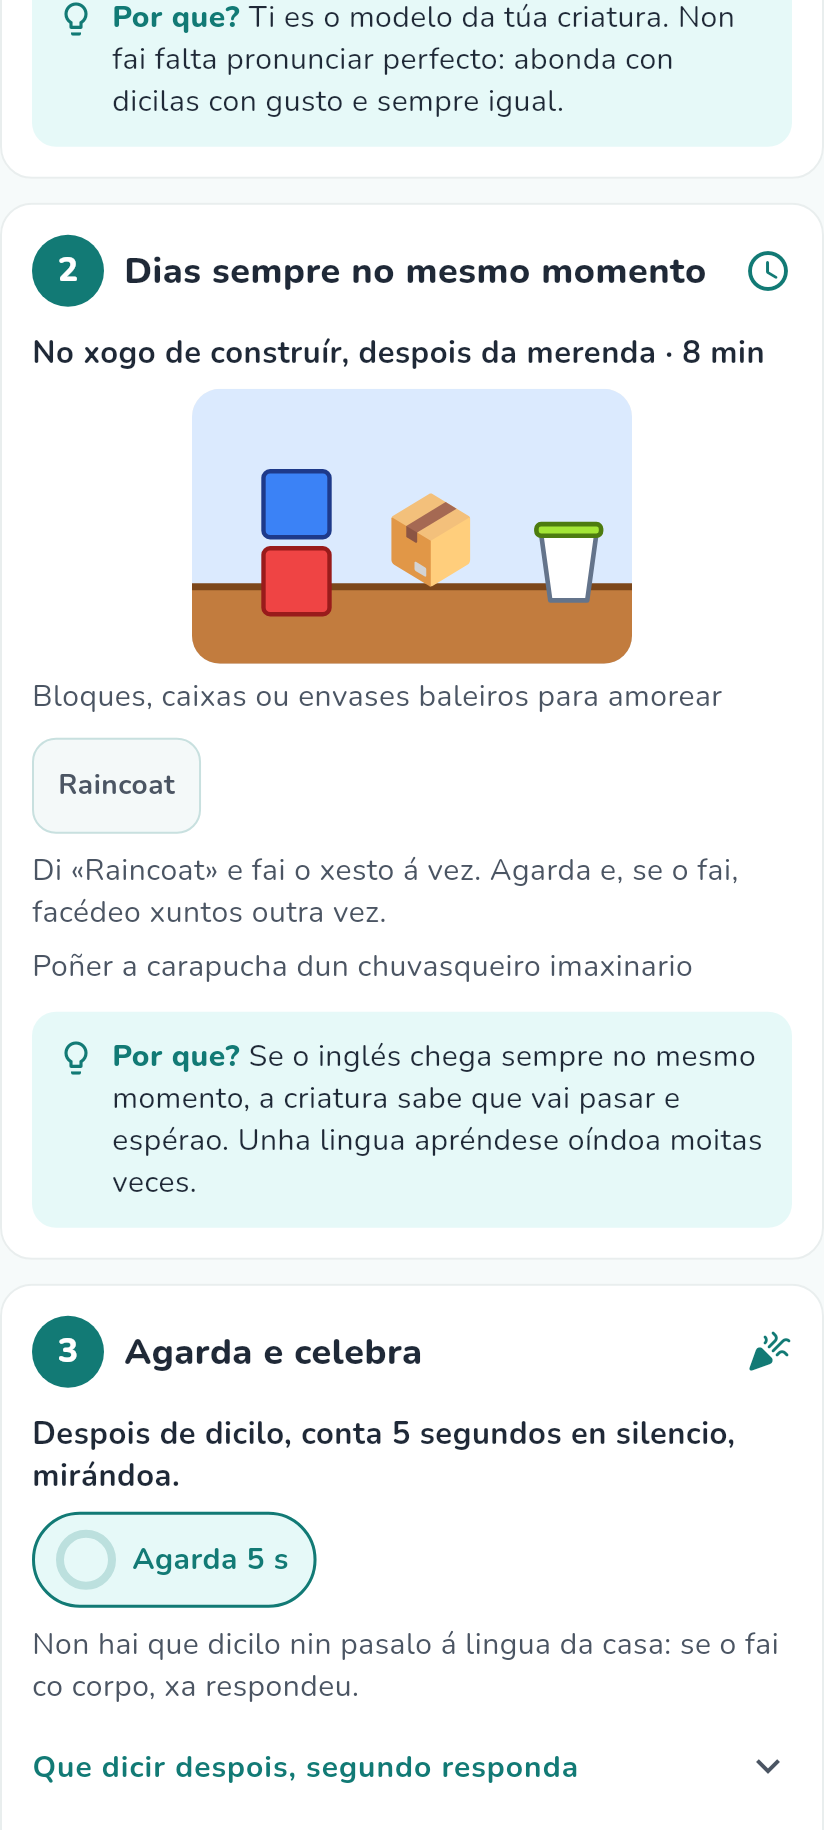 Por que? Ti es o modelo da túa criatura. Non
fai falta pronunciar perfecto: abonda con
dicilas con gusto e sempre igual.
2 Dias sempre no mesmo momento
No xogo de construír, despois da merenda · 8 min
Bloques, caixas ou envases baleiros para amorear
Raincoat
Di «Raincoat» e fai o xesto á vez. Agarda e, se o fai,
facédeo xuntos outra vez.
Poñer a carapucha dun chuvasqueiro imaxinario
Por que? Se o inglés chega sempre no mesmo
momento, a criatura sabe que vai pasar e
espérao. Unha lingua apréndese oíndoa moitas
veces.
3 Agarda e celebra
Despois de dicilo, conta 5 segundos en silencio,
mirándoa.
Agarda 5 s
Non hai que dicilo nin pasalo á lingua da casa: se o fai
co corpo, xa respondeu.
Que dicir despois, segundo responda